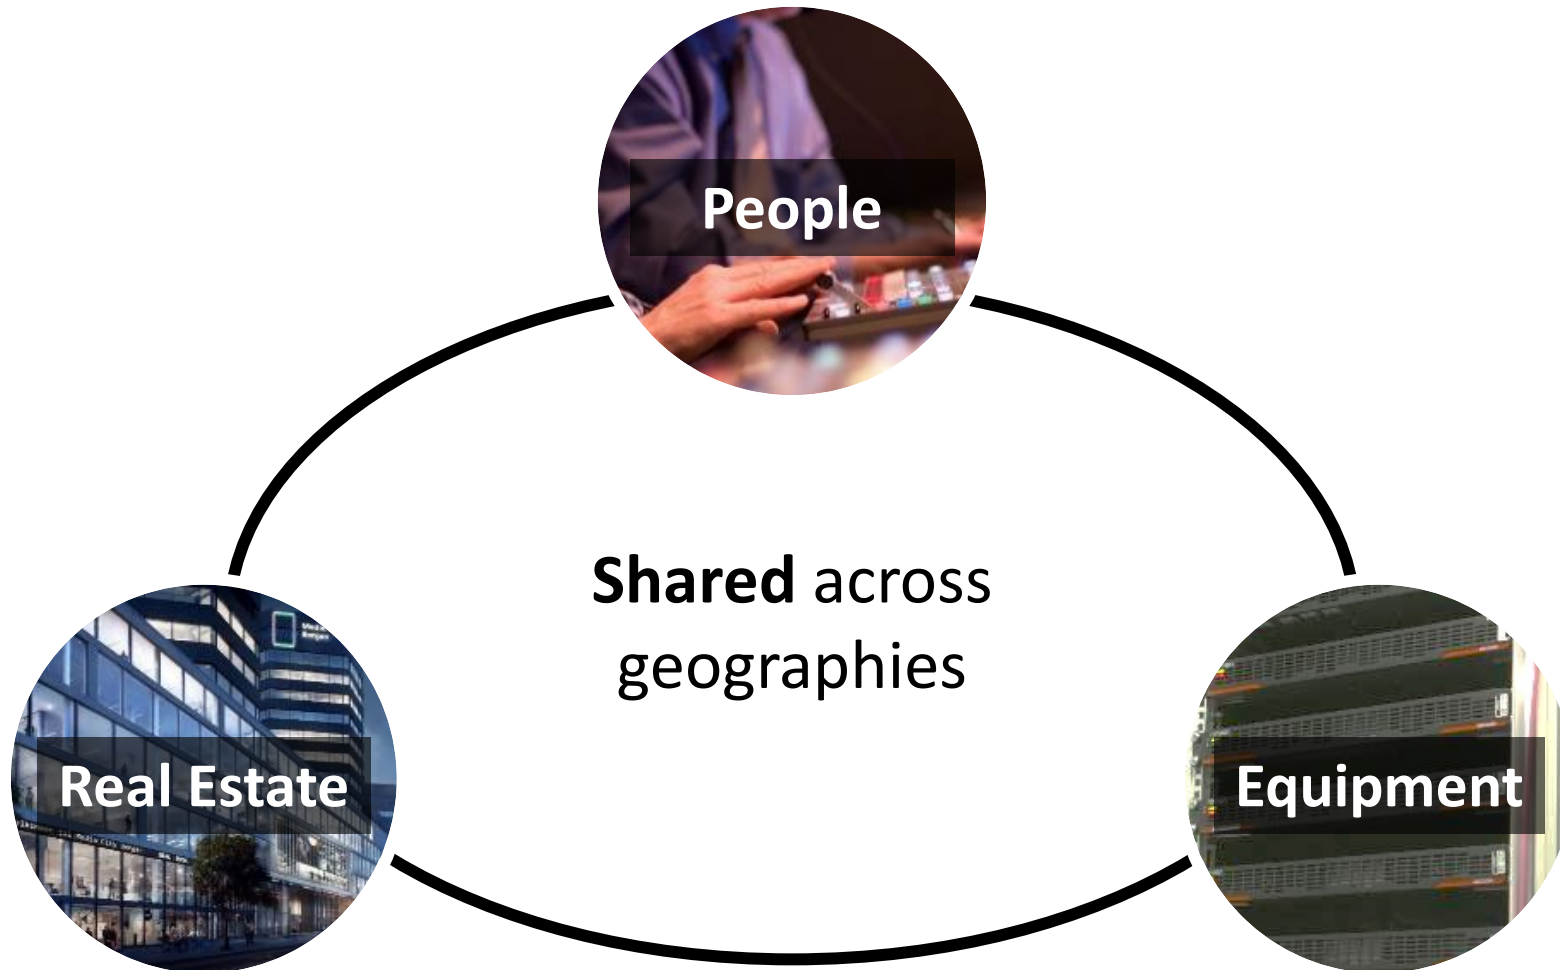 People
Shared across
geographies
Real Estate
Equipment